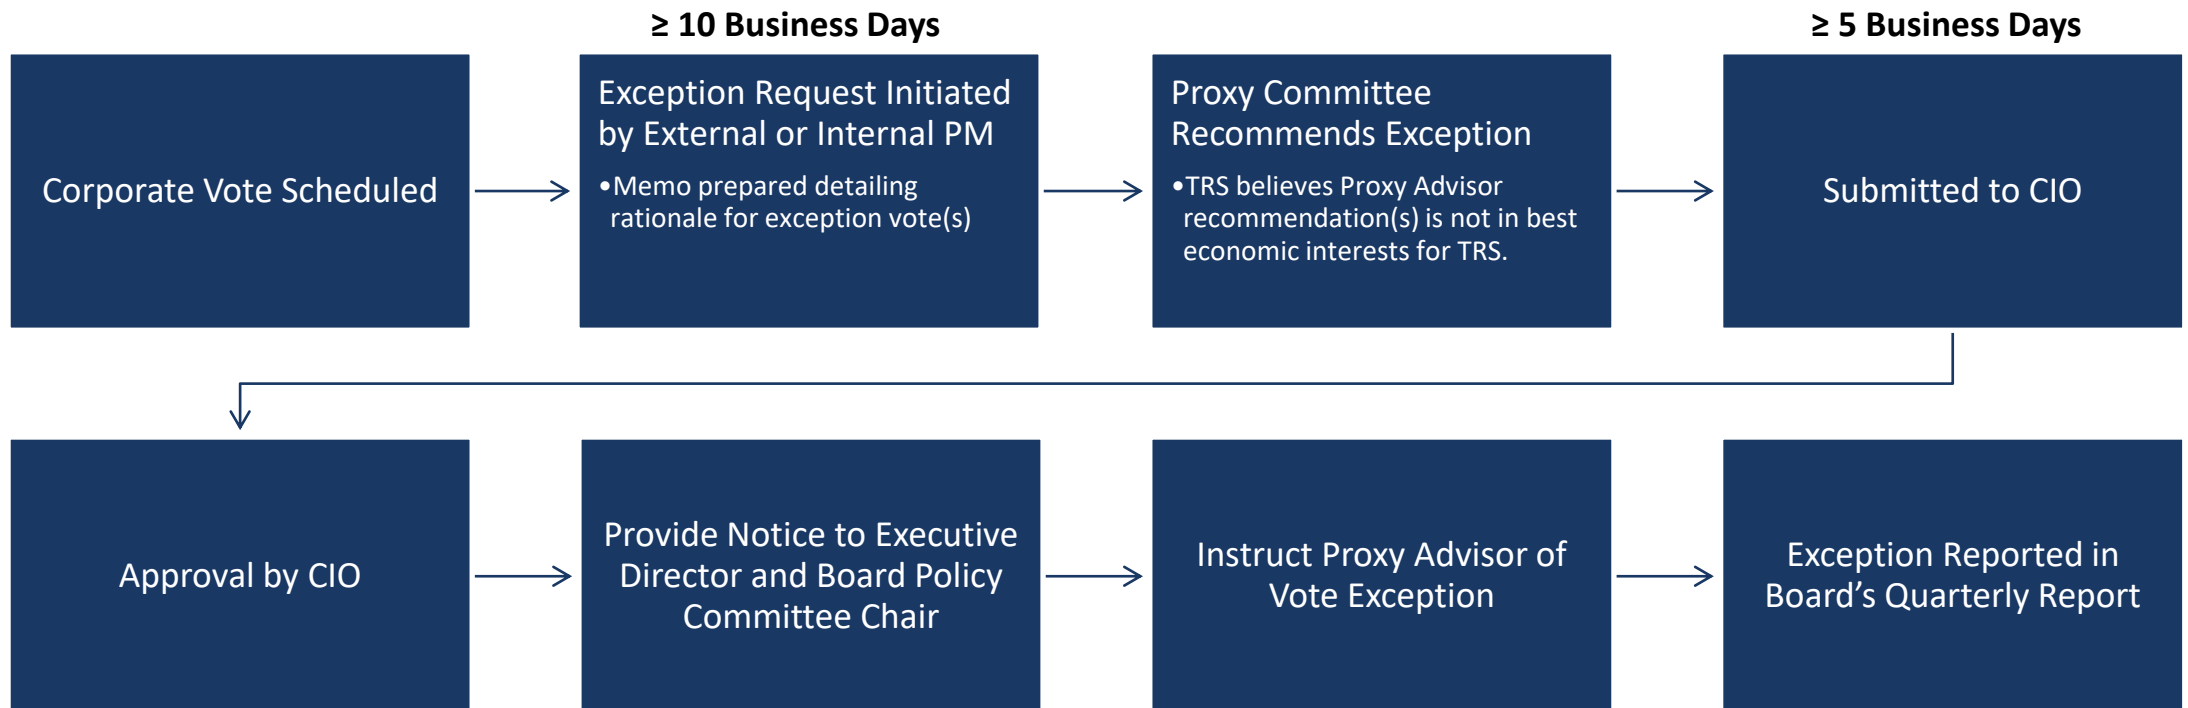 ≥ 10 Business Days
≥ 5 Business Days
Corporate Vote Scheduled
Exception Request Initiated
by External or Internal PM
•Memo prepared detailing
rationale for exception vote(s)
Proxy Committee
Recommends Exception
•TRS believes Proxy Advisor
recommendation(s) is not in best
economic interests for TRS.
Submitted to CIO
Approval by CIO
Provide Notice to Executive
Director and Board Policy
Committee Chair
Instruct Proxy Advisor of
Vote Exception
Exception Reported in
Board’s Quarterly Report